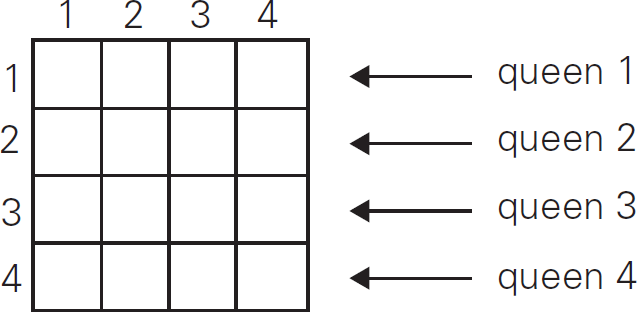 1 2 3 4
1 queen 1
2 queen 2
3 queen 3
4 queen 4